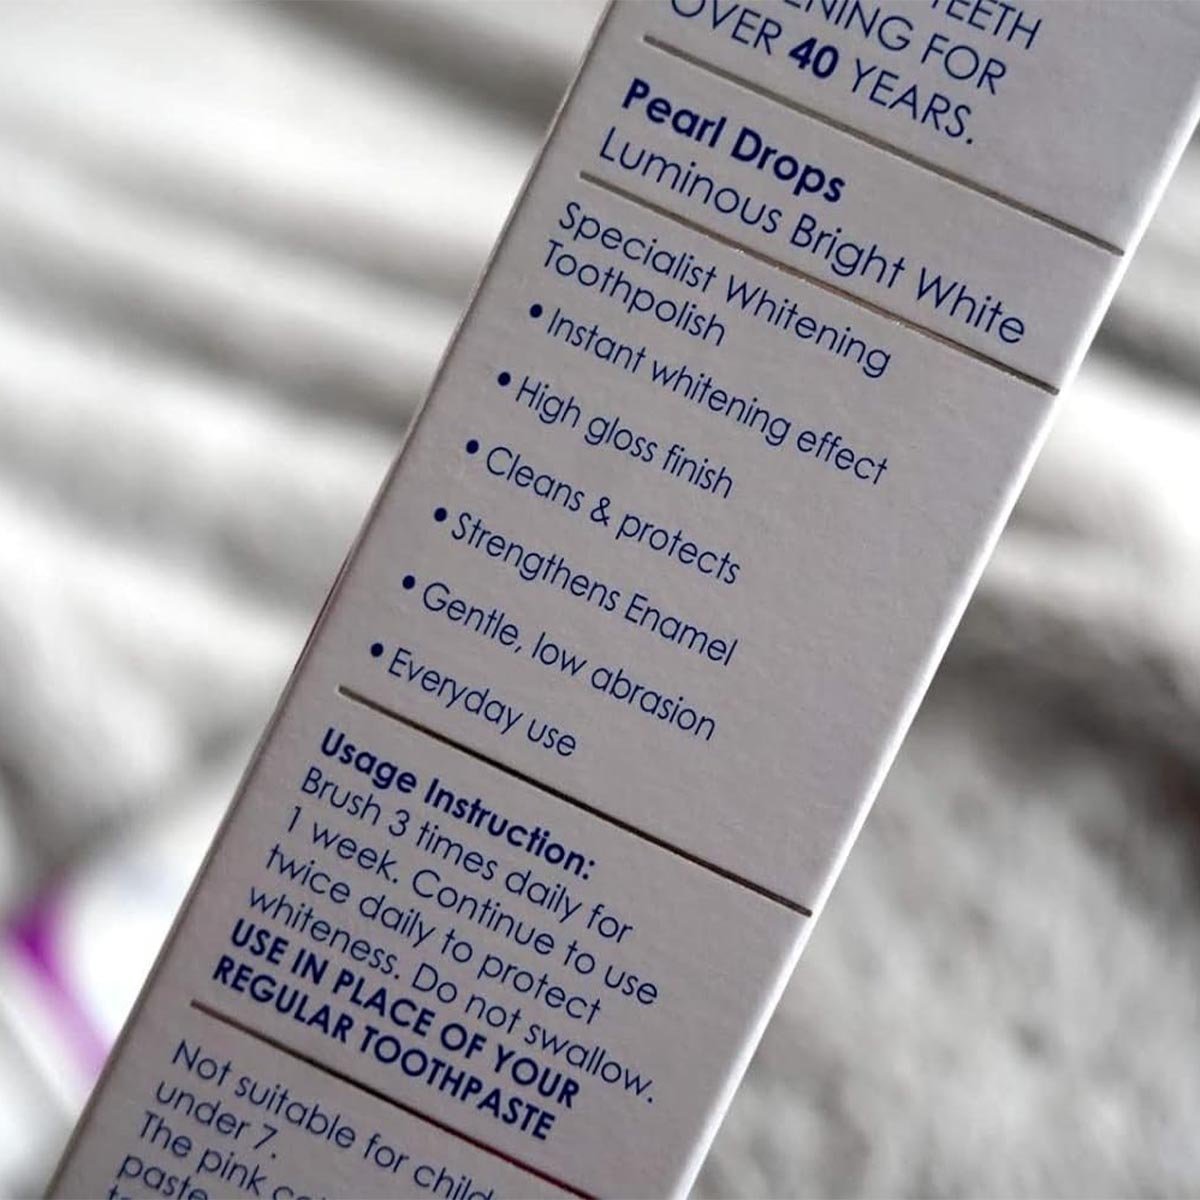 TEETH
ENING FOR
OVER 40 YEARS.
Pearl Drops
Luminous Bright White
Specialist Whitening
Toothpolish
• Instant whitening effect
• High gloss finish
• Cleans & protects
• Strengthens Enamel
• Gentle, low abrasion
• Everyday use
Usage Instruction:
Brush 3 times daily for
1 week. Continue to use
twice daily to protect
whiteness. Do not swallow.
USE IN PLACE OF YOUR
REGULAR TOOTHPASTE
Not suitable for child
under 7.
The pink
paste